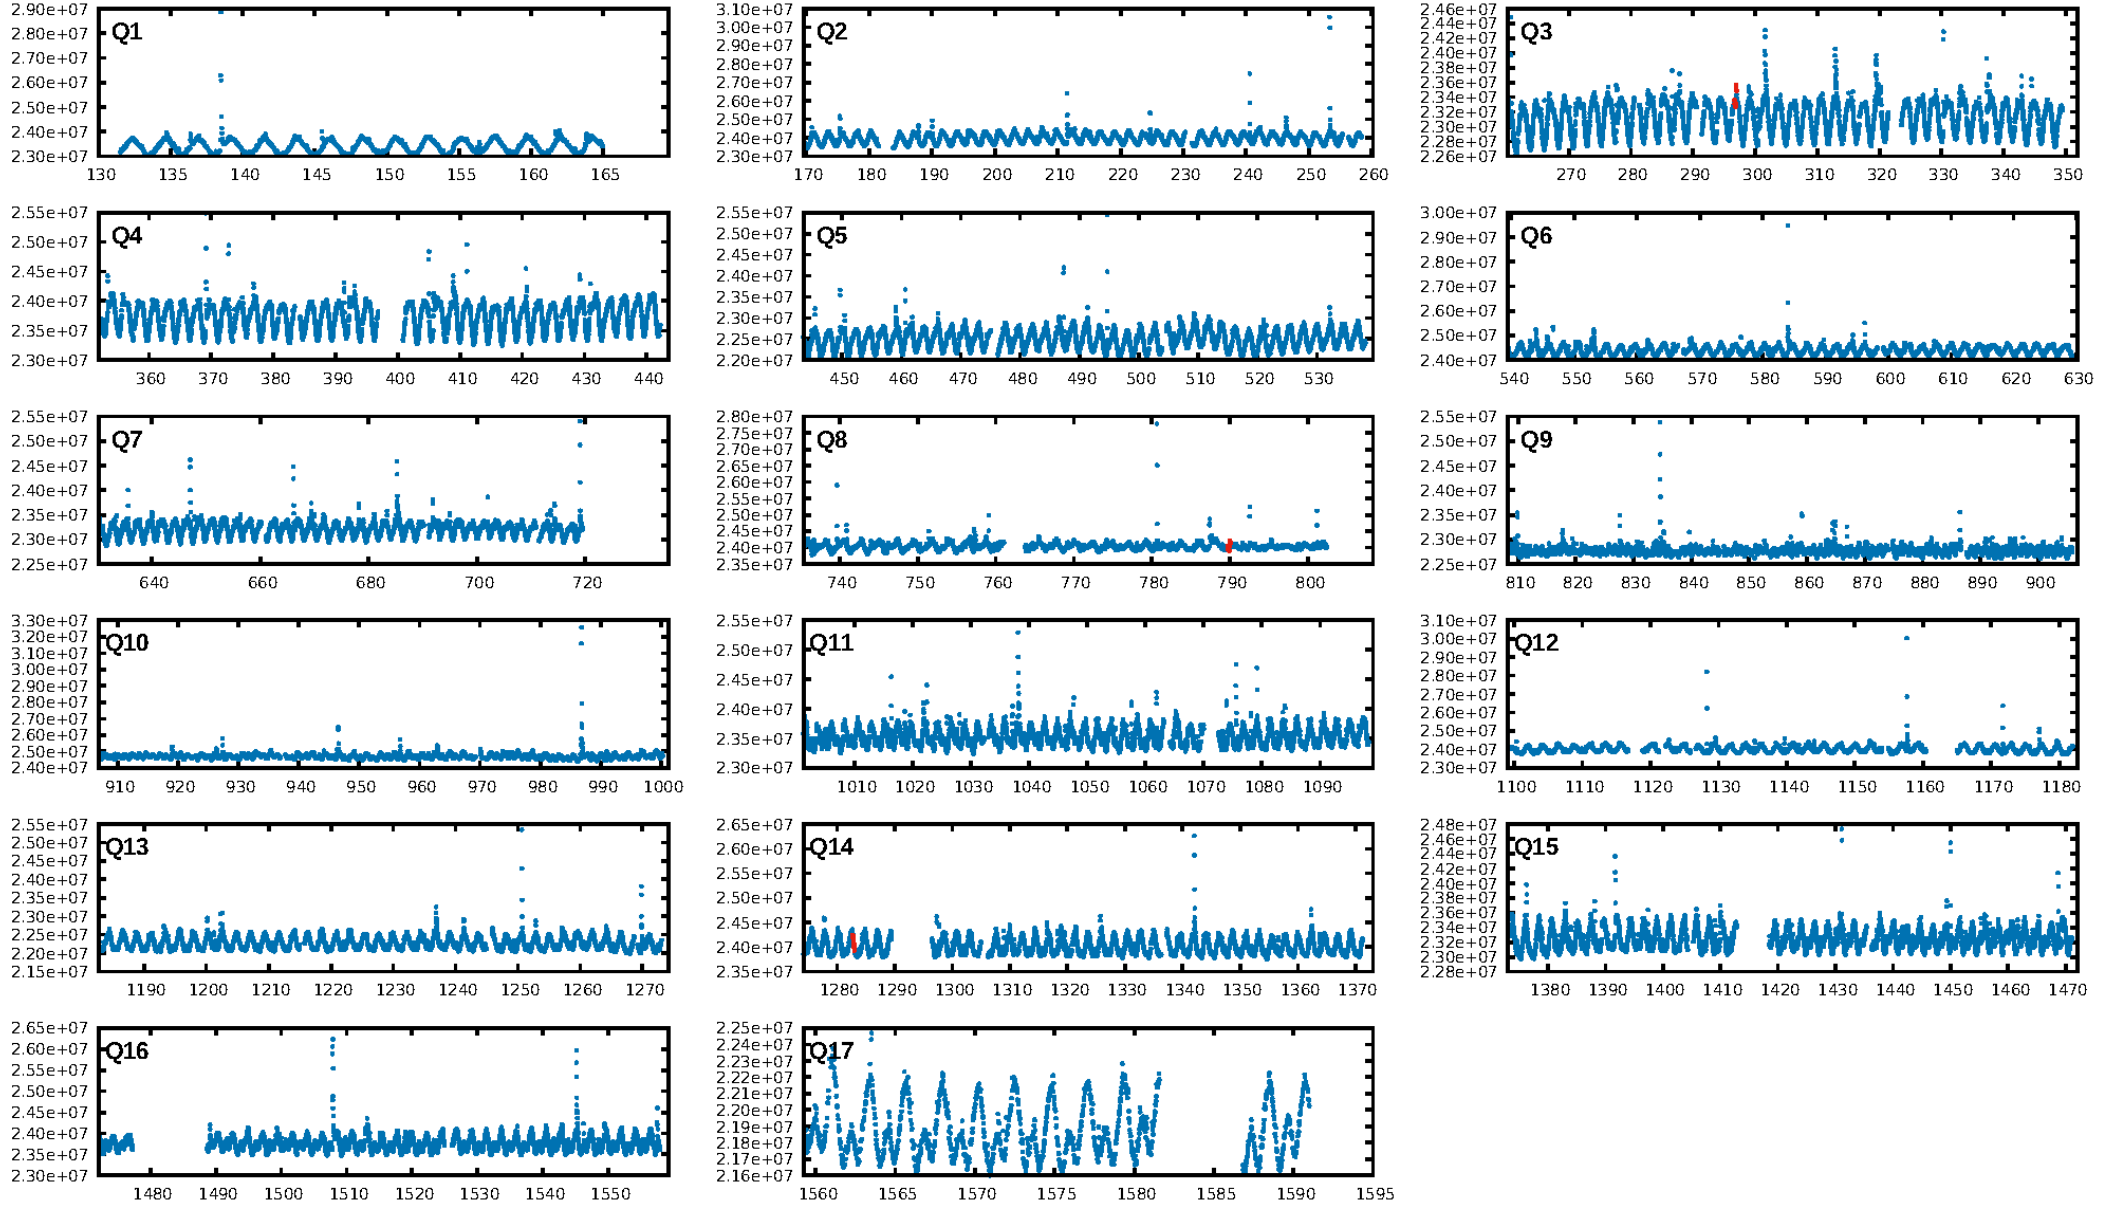 Q1
2.90e+07
2.80e+07
2.70e+07
2.60e+07
2.50e+07
2.40e+07
2.30e+07
130 135 140 145 150 155 160 165
Q2
3.10e+07
3.00e+07
2.90e+07
2.80e+07
2.70e+07
2.60e+07
2.50e+07
2.40e+07
2.30e+07
170 180 190 200 210 220 230 240 250 260
Q3
2.46e+07
2.44e+07
2.42e+07
2.40e+07
2.38e+07
2.36e+07
2.34e+07
2.32e+07
2.30e+07
2.28e+07
2.26e+07
270 280 290 300 310 320 330 340 350
Q4
2.55e+07
2.50e+07
2.45e+07
2.40e+07
2.35e+07
2.30e+07
360 370 380 390 400 410 420 430 440
Q5
2.55e+07
2.50e+07
2.45e+07
2.40e+07
2.35e+07
2.30e+07
2.25e+07
2.20e+07
450 460 470 480 490 500 510 520 530
Q6
3.00e+07
2.90e+07
2.80e+07
2.70e+07
2.60e+07
2.50e+07
2.40e+07
540 550 560 570 580 590 600 610 620 630
Q7
2.55e+07
2.50e+07
2.45e+07
2.40e+07
2.35e+07
2.30e+07
2.25e+07
640 660 680 700 720
Q8
2.80e+07
2.75e+07
2.70e+07
2.65e+07
2.60e+07
2.55e+07
2.50e+07
2.45e+07
2.40e+07
2.35e+07
740 750 760 770 780 790 800
Q9
2.55e+07
2.50e+07
2.45e+07
2.40e+07
2.35e+07
2.30e+07
2.25e+07
810 820 830 840 850 860 870 880 890 900
Q10
3.30e+07
3.20e+07
3.10e+07
3.00e+07
2.90e+07
2.80e+07
2.70e+07
2.60e+07
2.50e+07
2.40e+07
910 920 930 940 950 960 970 980 990 1000
Q11
2.55e+07
2.50e+07
2.45e+07
2.40e+07
2.35e+07
2.30e+07
1010 1020 1030 1040 1050 1060 1070 1080 1090
Q12
3.10e+07
3.00e+07
2.90e+07
2.80e+07
2.70e+07
2.60e+07
2.50e+07
2.40e+07
2.30e+07
1100 1110 1120 1130 1140 1150 1160 1170 1180
Q13
2.55e+07
2.50e+07
2.45e+07
2.40e+07
2.35e+07
2.30e+07
2.25e+07
2.20e+07
2.15e+07
1190 1200 1210 1220 1230 1240 1250 1260 1270
Q14
2.65e+07
2.60e+07
2.55e+07
2.50e+07
2.45e+07
2.40e+07
2.35e+07
1280 1290 1300 1310 1320 1330 1340 1350 1360 1370
Q15
2.48e+07
2.46e+07
2.44e+07
2.42e+07
2.40e+07
2.38e+07
2.36e+07
2.34e+07
2.32e+07
2.30e+07
2.28e+07
1380 1390 1400 1410 1420 1430 1440 1450 1460 1470
Q16
2.65e+07
2.60e+07
2.55e+07
2.50e+07
2.45e+07
2.40e+07
2.35e+07
2.30e+07
1480 1490 1500 1510 1520 1530 1540 1550
Q17
2.25e+07
2.24e+07
2.23e+07
2.22e+07
2.21e+07
2.20e+07
2.19e+07
2.18e+07
2.17e+07
2.16e+07
1560 1565 1570 1575 1580 1585 1590 1595